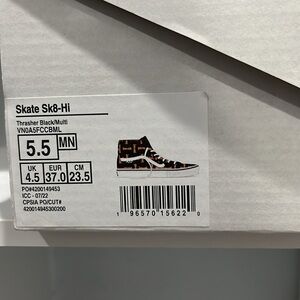 Skate Sk8-Hi
Thrasher Black/Multi
VN0A5FCCBML
5.5 MN
UK EUR CM
4.5 37.0 23.5
PO#4200149453
ICC - 07/22
CPSIA PO/CUT#
420014945300200
1 96570 15622 0